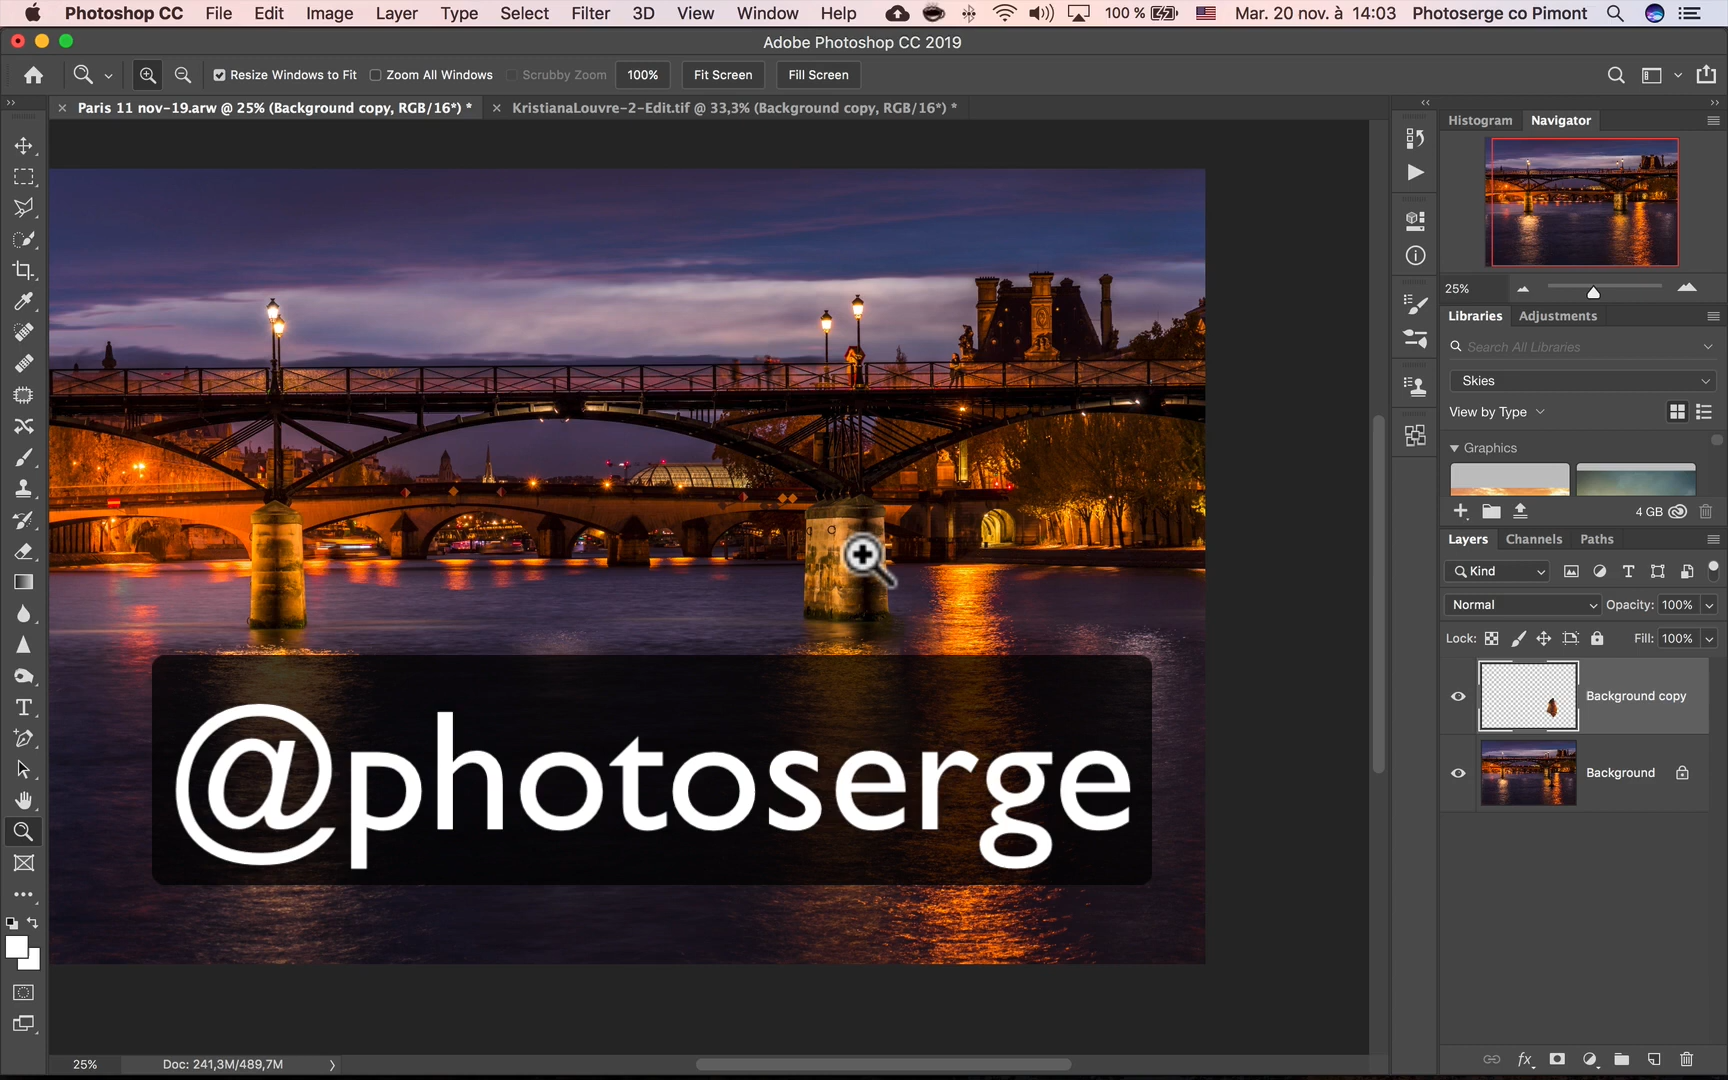 Photoshop CC File Edit Image Layer Type Select Filter 3D View Window Help 100 % Mar. 20 nov. à 14:03 Photoserge co Pimont
Adobe Photoshop CC 2019
Resize Windows to Fit Zoom All Windows Scrubby Zoom 100% Fit Screen Fill Screen
Paris 11 nov-19.arw @ 25% (Background copy, RGB/16*) * KristianaLouvre-2-Edit.tif @ 33,3% (Background copy, RGB/16*) *
Histogram Navigator
25%
Libraries Adjustments
Search All Libraries
Skies
View by Type
Graphics
4 GB
Layers Channels Paths
Kind
Normal Opacity: 100%
Lock: Fill: 100%
Background copy
Background
@photoserge
25% Doc: 241,3M/489,7M
fx